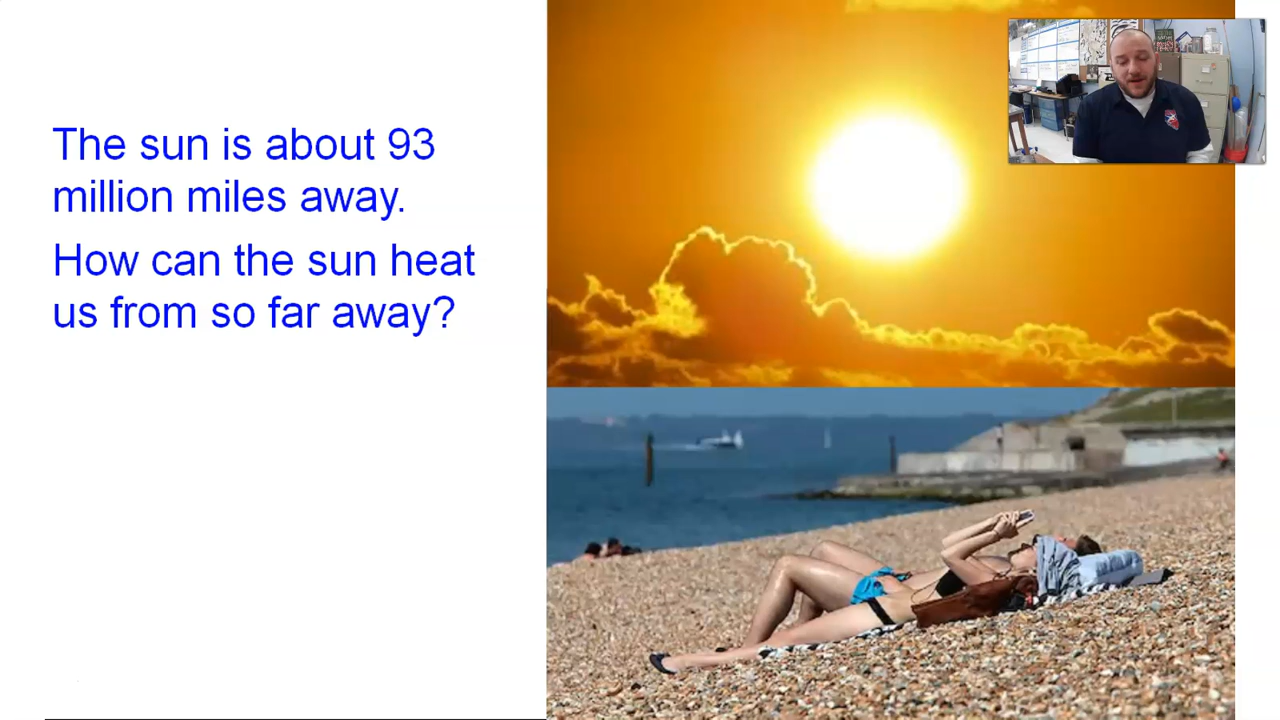 The sun is about 93
million miles away.
How can the sun heat
us from so far away?